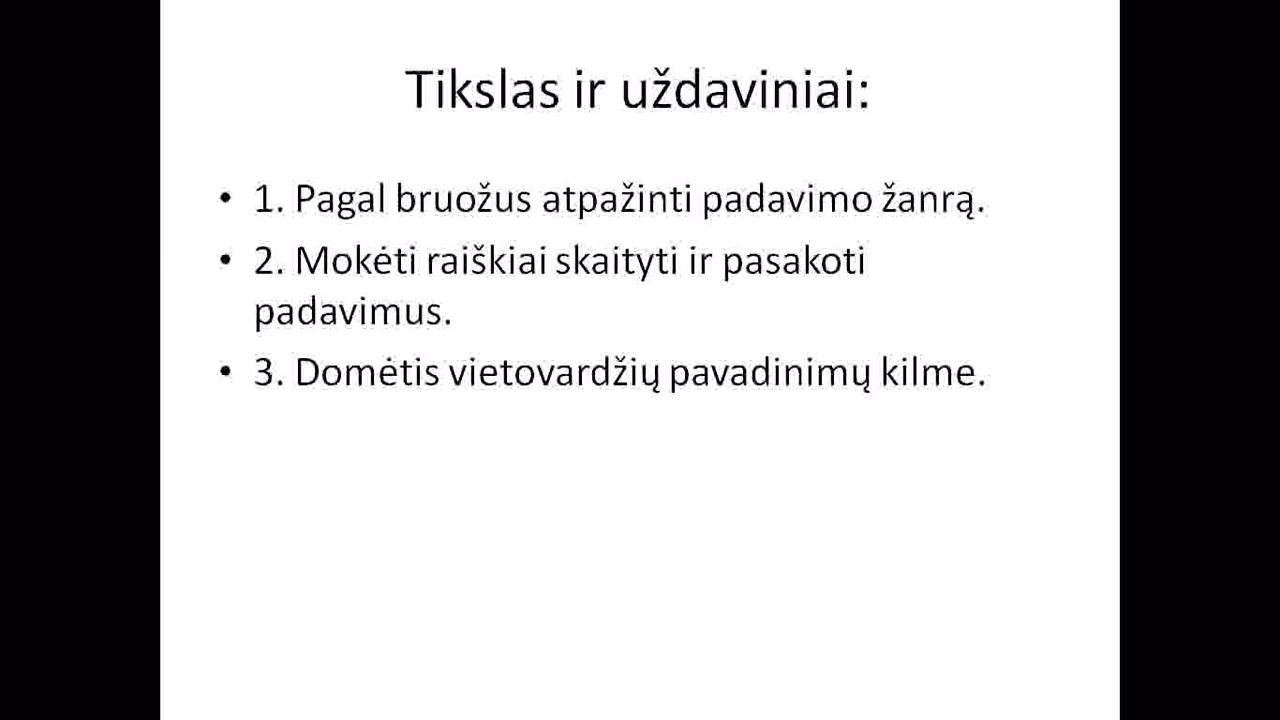 Tikslas ir uždaviniai:
• 1. Pagal bruožus atpažinti padavimo žanrą.
• 2. Mokėti raiškiai skaityti ir pasakoti
padavimus.
• 3. Domėtis vietovardžių pavadinimų kilme.